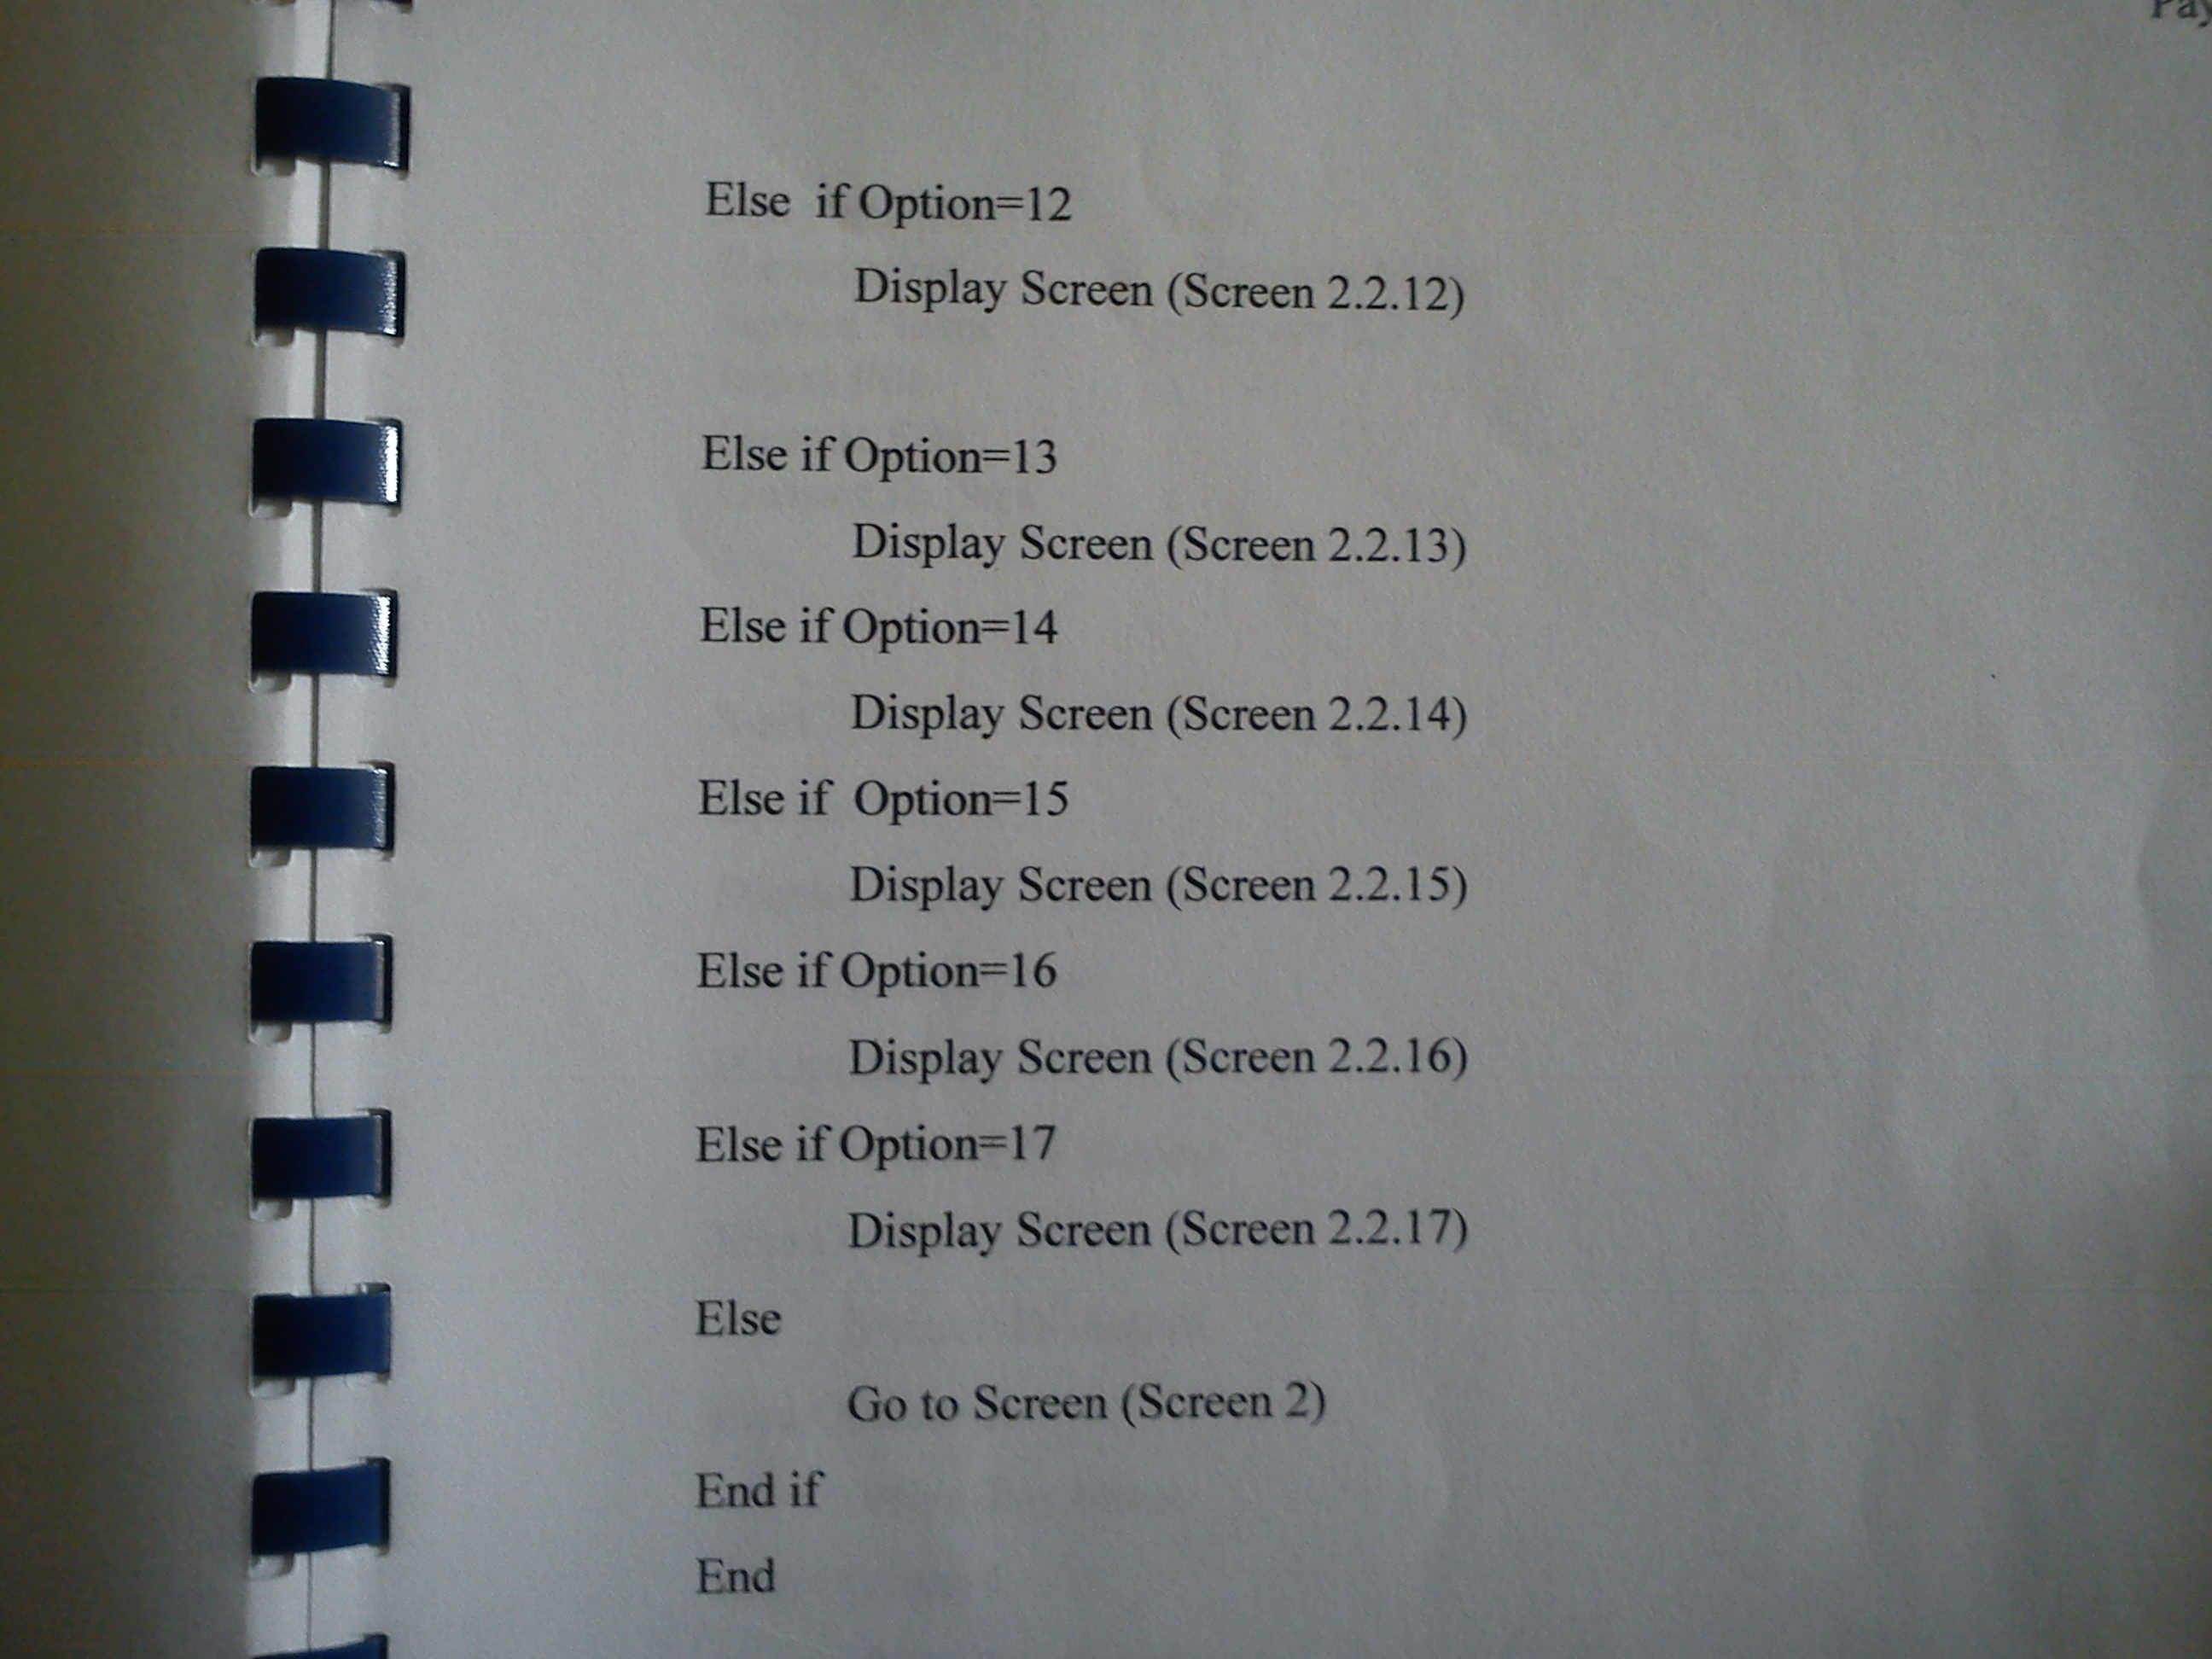 Else if Option=12
Display Screen (Screen 2.2.12)
Else if Option=13
Display Screen (Screen 2.2.13)
Else if Option=14
Display Screen (Screen 2.2.14)
Else if Option=15
Display Screen (Screen 2.2.15)
Else if Option=16
Display Screen (Screen 2.2.16)
Else if Option=17
Display Screen (Screen 2.2.17)
Else
Go to Screen (Screen 2)
End if
End